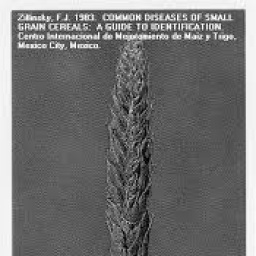 Zillinsky, F.J. 1983. COMMON DISEASES OF SMALL
GRAIN CEREALS: A GUIDE TO IDENTIFICATION.
Centro Internacional de Mejoramiento de Maiz y Trigo,
Mexico City, Mexico.